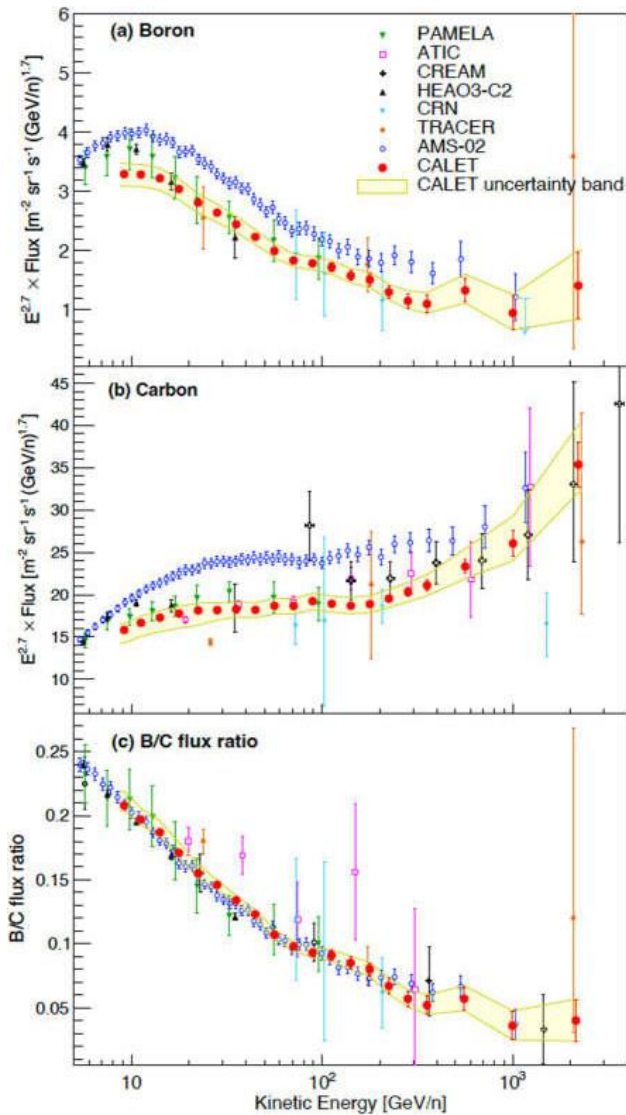 (a) Boron
PAMELA
ATIC
CREAM
HEAO3-C2
CRN
TRACER
AMS-02
CALET
CALET uncertainty band
E^2.7 × Flux [m^-2 sr^-1 s^-1 (GeV/n)^1.7]
6
5
4
3
2
1
(b) Carbon
E^2.7 × Flux [m^-2 sr^-1 s^-1 (GeV/n)^1.7]
45
40
35
30
25
20
15
10
(c) B/C flux ratio
B/C flux ratio
0.25
0.20
0.15
0.10
0.05
10 10^2 10^3
Kinetic Energy [GeV/n]